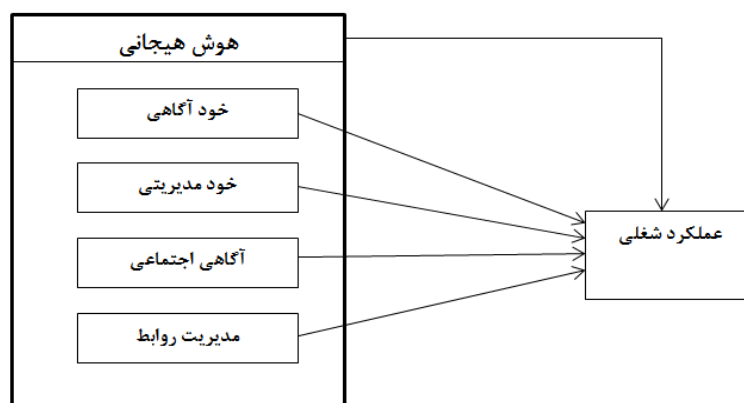 هوش هیجانی
خود آگاهی
خود مدیریتی
آگاهی اجتماعی
مدیریت روابط
عملکرد شغلی